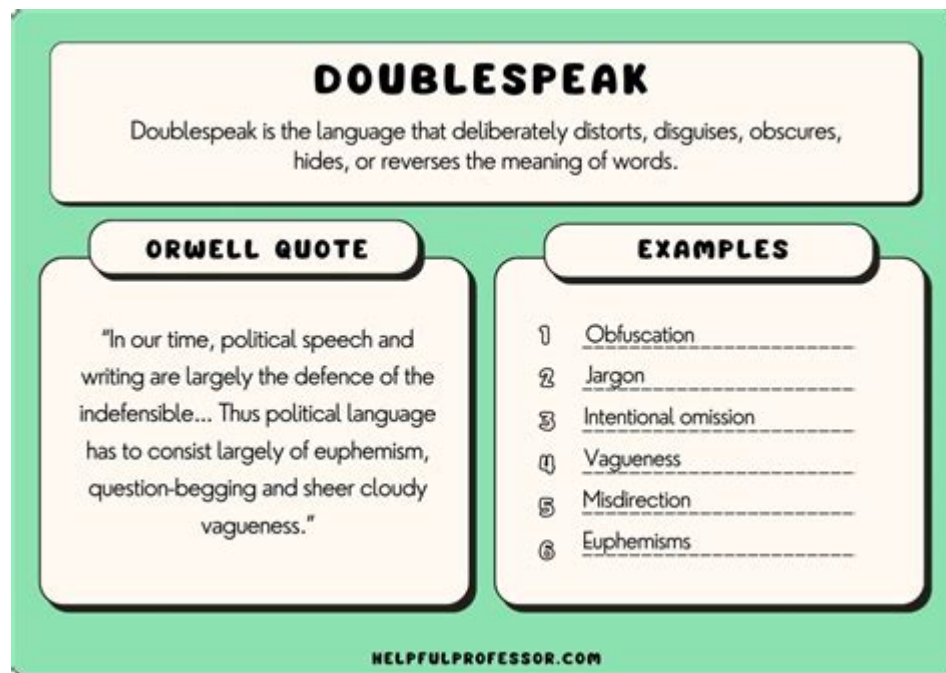 DOUBLESPEAK
Doublespeak is the language that deliberately distorts, disguises, obscures,
hides, or reverses the meaning of words.
ORWELL QUOTE
“In our time, political speech and
writing are largely the defence of the
indefensible... Thus political language
has to consist largely of euphemism,
question-begging and sheer cloudy
vagueness.”
EXAMPLES
1 Obfuscation
2 Jargon
3 Intentional omission
4 Vagueness
5 Misdirection
6 Euphemisms
HELPFULPROFESSOR.COM